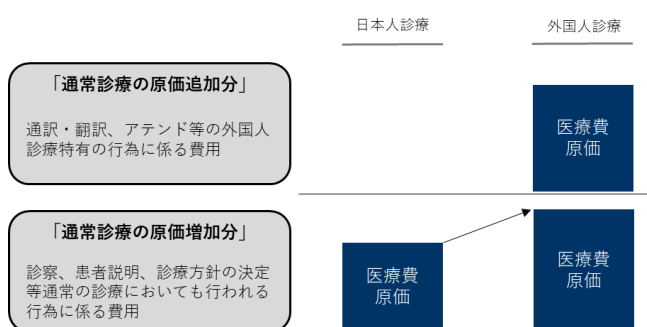 日本人診療
外国人診療
「通常診療の原価追加分」
通訳・翻訳、アテンド等の外国人
診療特有の行為に係る費用
医療費
原価
「通常診療の原価増加分」
診察、患者説明、診療方針の決定
等通常の診療においても行われる
行為に係る費用
医療費
原価
医療費
原価